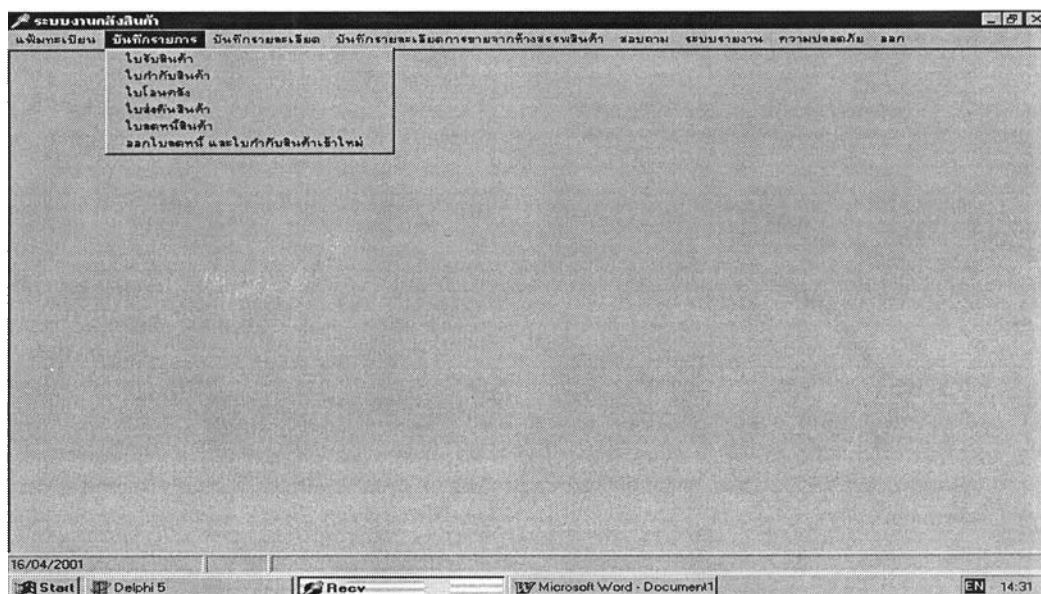 ระบบงานคลังสินค้า
แฟ้มทะเบียน บันทึกรายการ บันทึกรายละเอียด บันทึกรายละเอียดการขายจากห้างสรรพสินค้า สอบถาม ระบบรายงาน ความปลอดภัย ออก
ใบรับสินค้า
ใบกำกับสินค้า
ใบโอนคลัง
ใบส่งคืนสินค้า
ใบลดหนี้สินค้า
ออกใบลดหนี้ และใบกำกับสินค้าเข้าใหม่
16/04/2001
Start Delphi 5 Recv Microsoft Word - Document1 EN 14:31